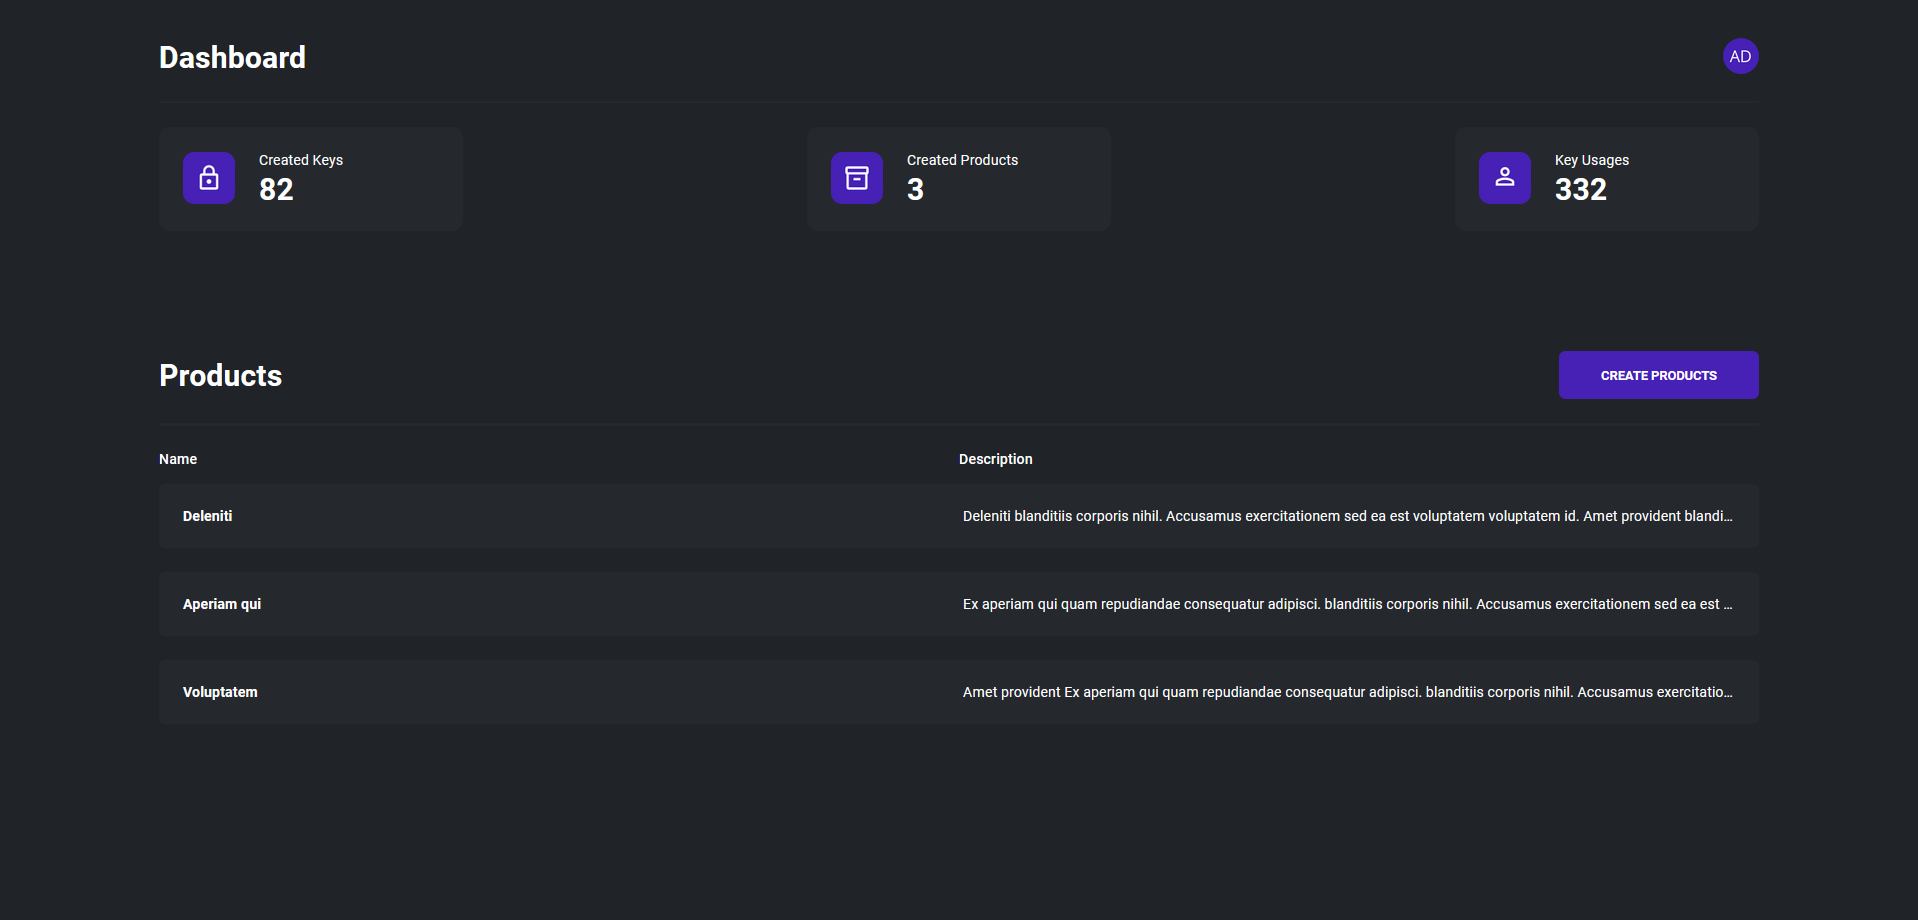 Dashboard
AD
Created Keys
82
Created Products
3
Key Usages
332
Products
CREATE PRODUCTS
Name
Description
Deleniti
Deleniti blanditiis corporis nihil. Accusamus exercitationem sed ea est voluptatem voluptatem id. Amet provident blandi...
Aperiam qui
Ex aperiam qui quam repudiandae consequatur adipisci. blanditiis corporis nihil. Accusamus exercitationem sed ea est ...
Voluptatem
Amet provident Ex aperiam qui quam repudiandae consequatur adipisci. blanditiis corporis nihil. Accusamus exercitatio...